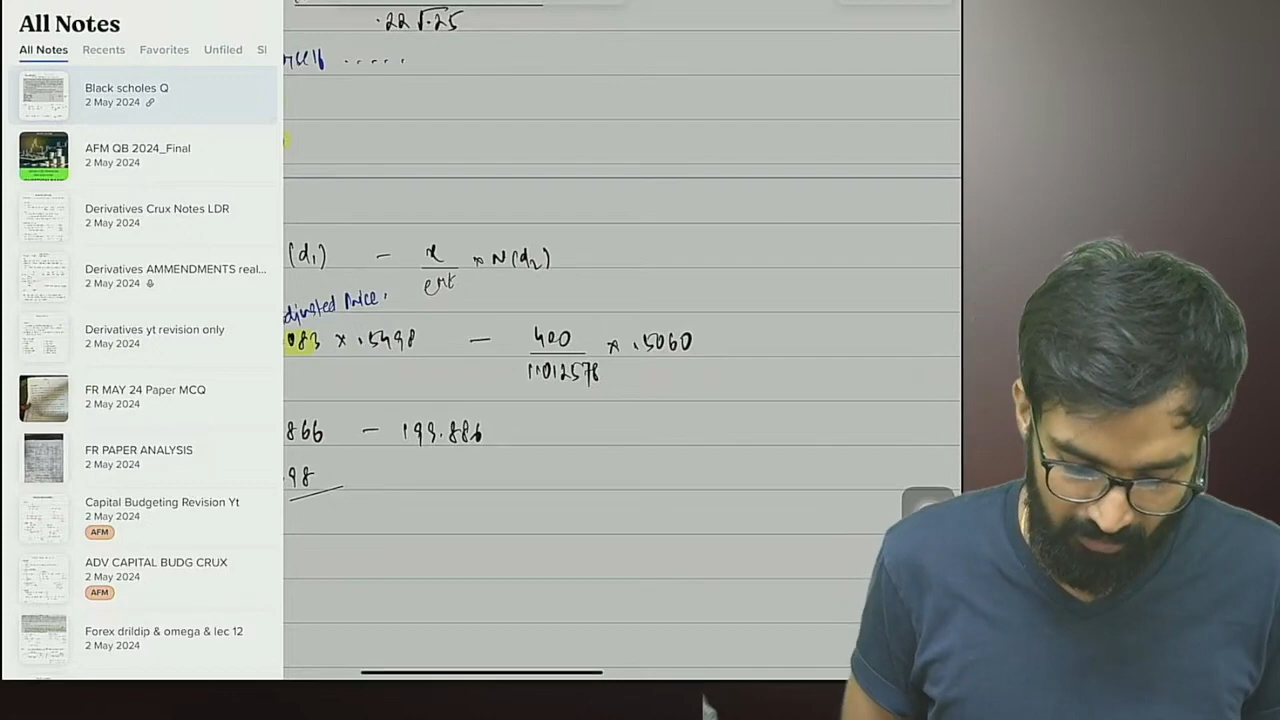 All Notes
All Notes Recents Favorites Unfiled Sl
Black scholes Q
2 May 2024
AFM QB 2024_Final
2 May 2024
Derivatives Crux Notes LDR
2 May 2024
Derivatives AMMENDMENTS real...
2 May 2024
Derivatives yt revision only
2 May 2024
FR MAY 24 Paper MCQ
2 May 2024
FR PAPER ANALYSIS
2 May 2024
Capital Budgeting Revision Yt
2 May 2024
AFM
ADV CAPITAL BUDG CRUX
2 May 2024
AFM
Forex drildip & omega & lec 12
2 May 2024
.22 √.25
.....
(d₁) - x / ert × N(d₂)
djusted Price.
083 × .5498 - 400 / 1.012578 × .5060
866 - 199.886
.98